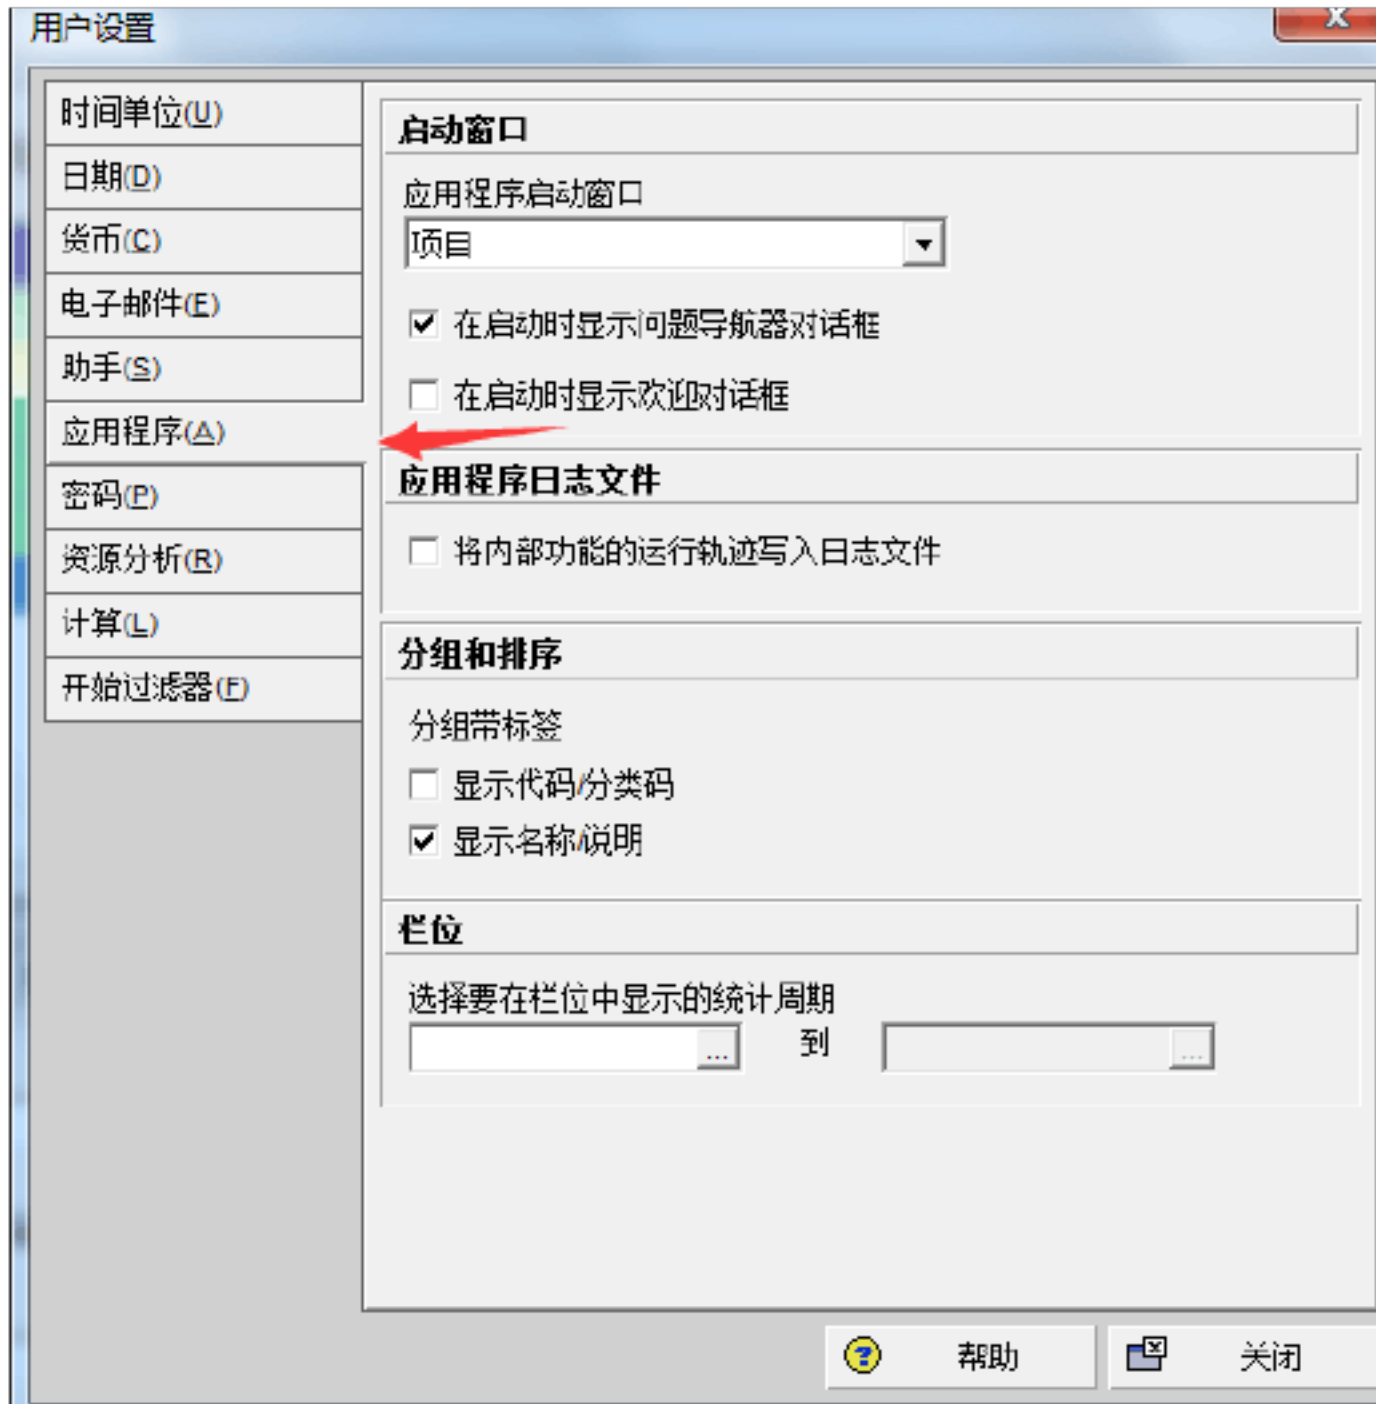 用户设置
时间单位(U)
日期(D)
货币(C)
电子邮件(E)
助手(S)
应用程序(A)
密码(P)
资源分析(R)
计算(L)
开始过滤器(F)
启动窗口
应用程序启动窗口
项目
在启动时显示问题导航器对话框
在启动时显示欢迎对话框
应用程序日志文件
将内部功能的运行轨迹写入日志文件
分组和排序
分组带标签
显示代码/分类码
显示名称/说明
栏位
选择要在栏位中显示的统计周期
... 到 ...
帮助 关闭